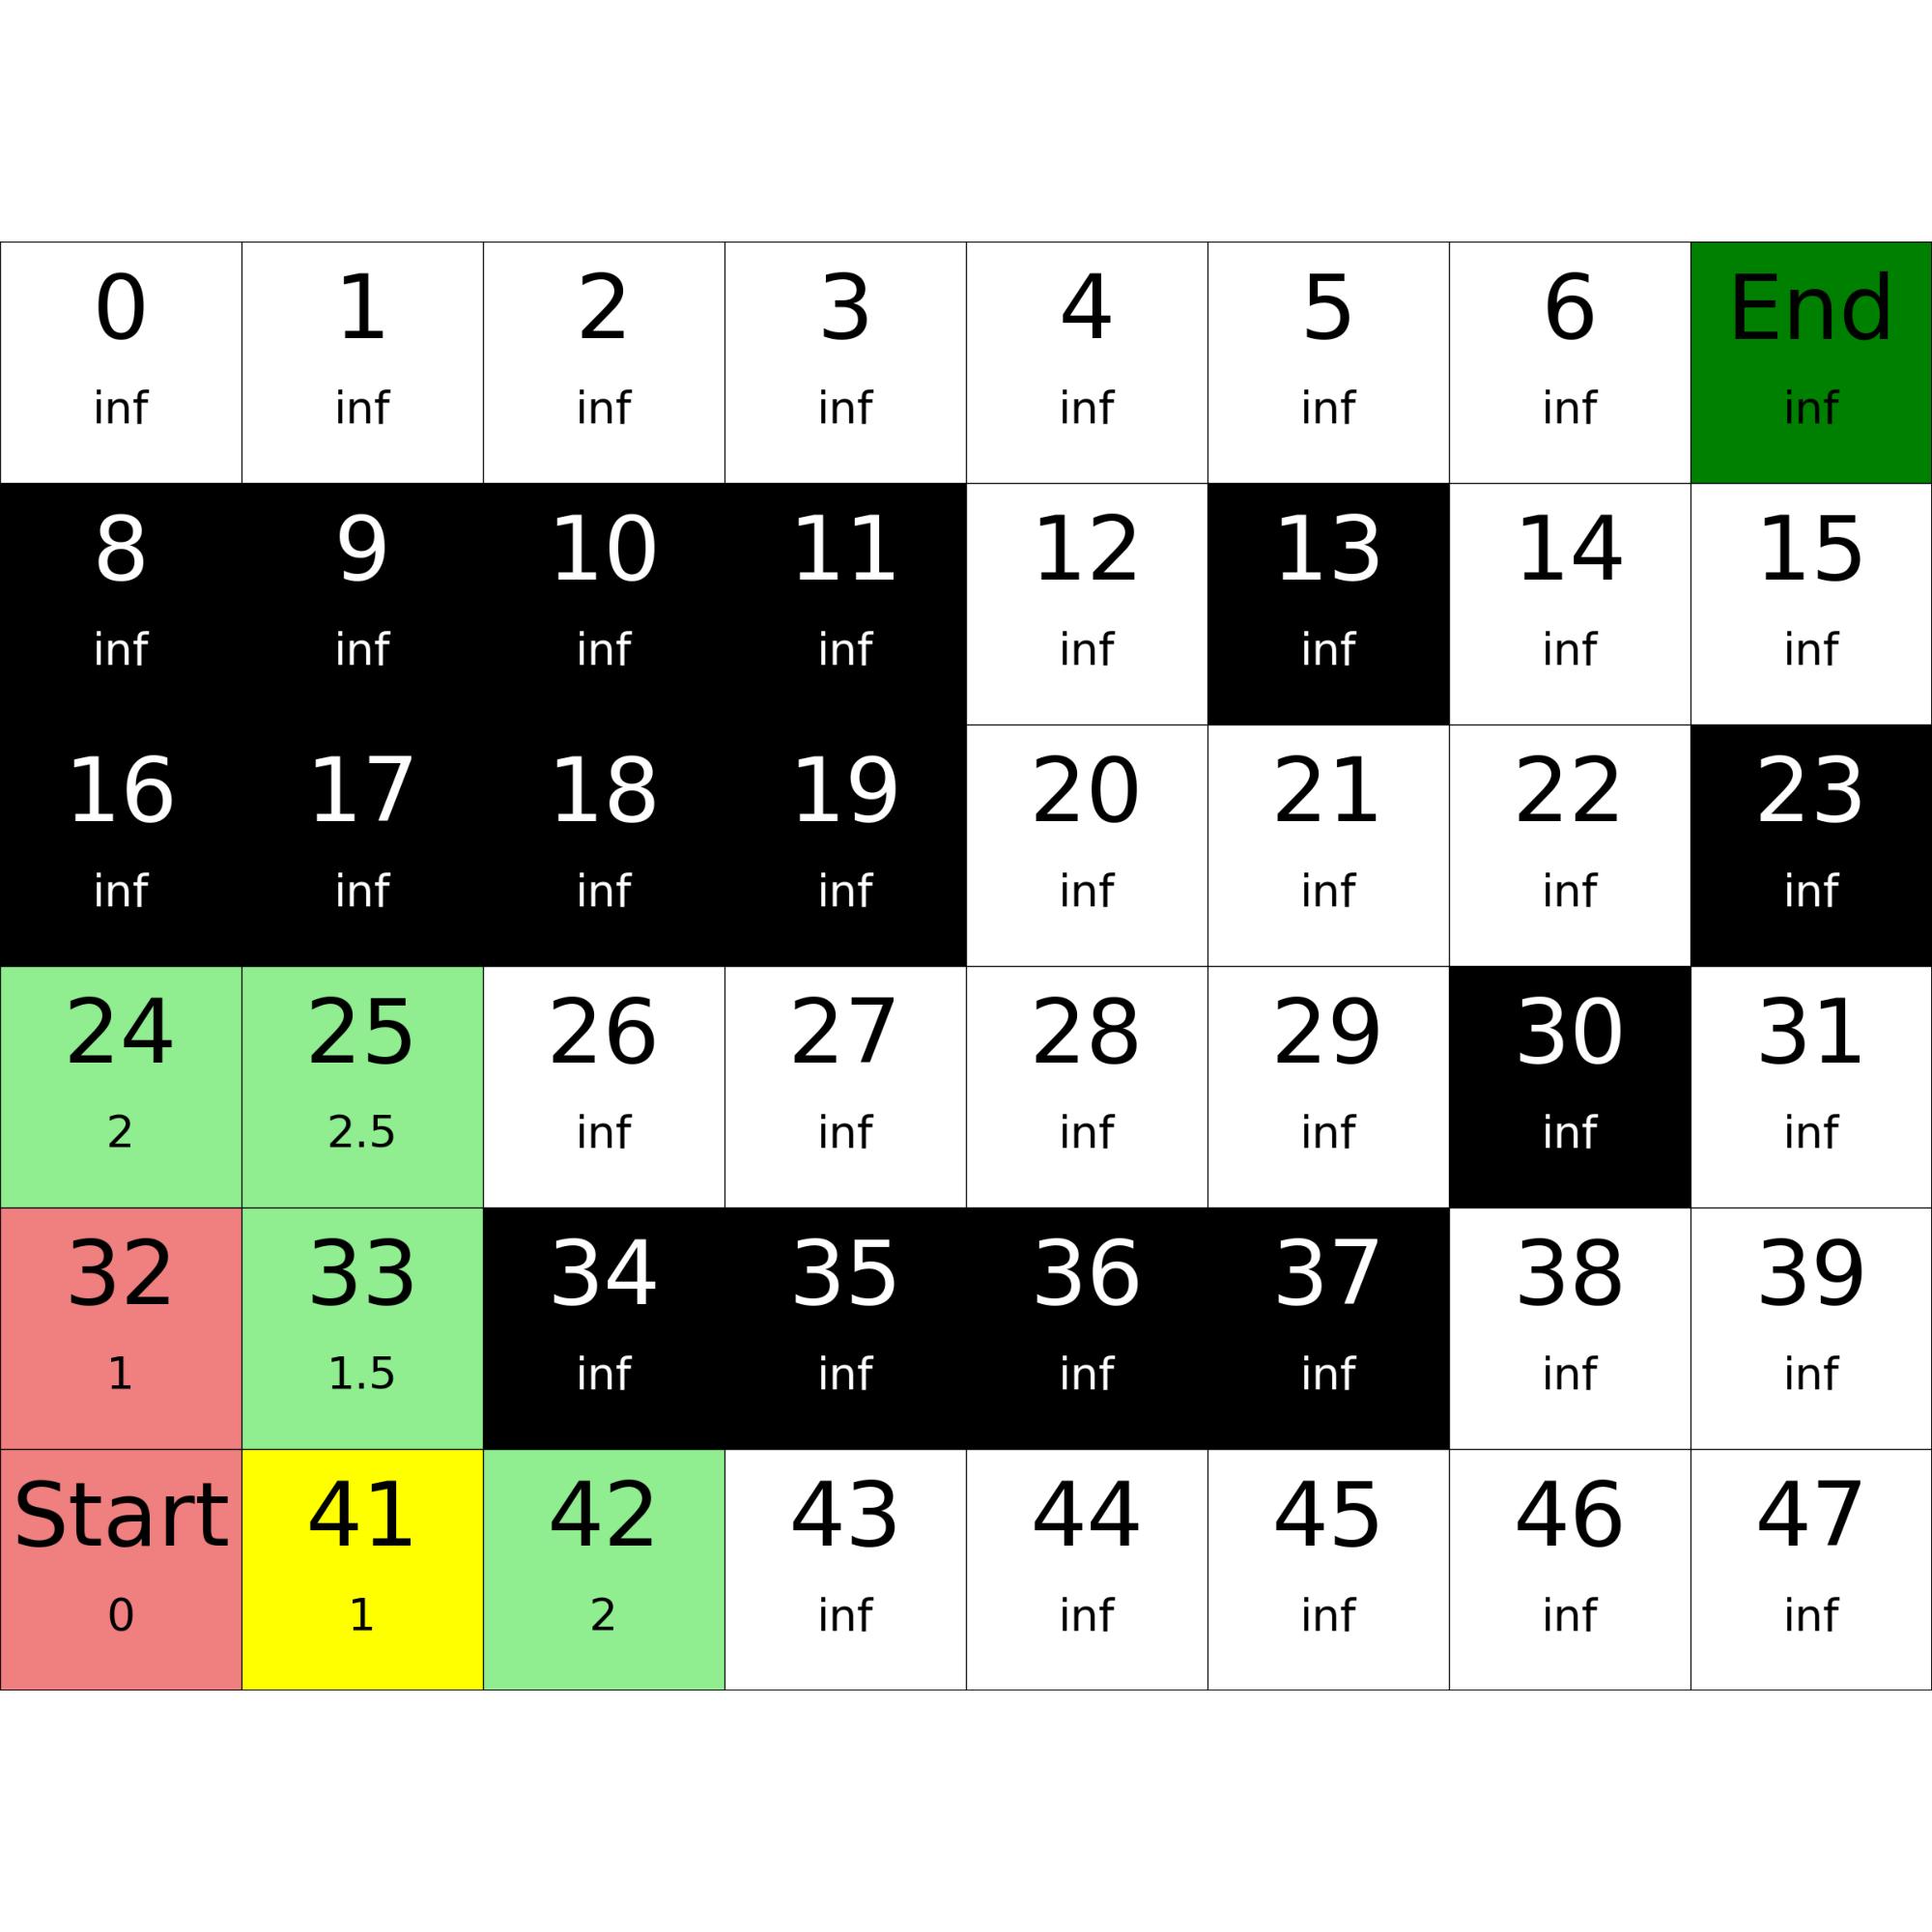 0 1 2 3 4 5 6 End
inf inf inf inf inf inf inf inf
8 9 10 11 12 13 14 15
inf inf inf inf inf inf inf inf
16 17 18 19 20 21 22 23
inf inf inf inf inf inf inf inf
24 25 26 27 28 29 30 31
2 2.5 inf inf inf inf inf inf
32 33 34 35 36 37 38 39
1 1.5 inf inf inf inf inf inf
Start 41 42 43 44 45 46 47
0 1 2 inf inf inf inf inf